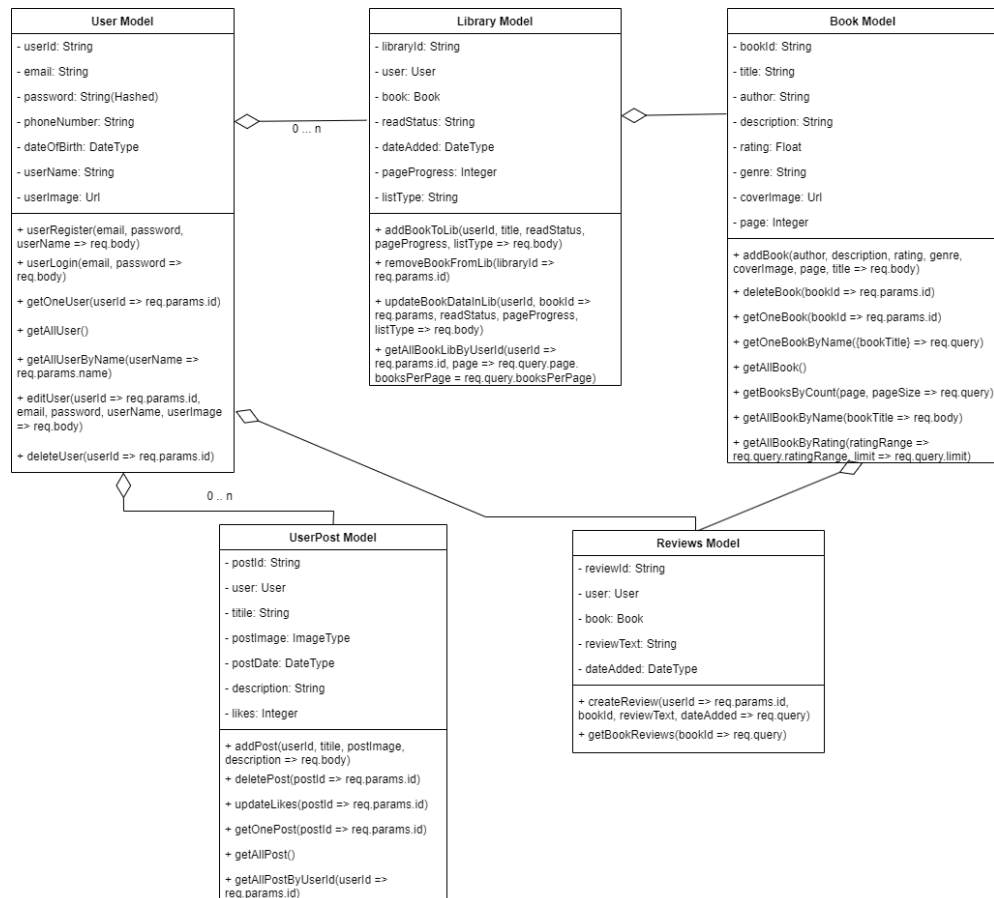 User Model
- userId: String
- email: String
- password: String(Hashed)
- phoneNumber: String
- dateOfBirth: DateType
- userName: String
- userImage: Url
+ userRegister(email, password,
userName => req.body)
+ userLogin(email, password =>
req.body)
+ getOneUser(userId => req.params.id)
+ getAllUser()
+ getAllUserByName(userName =>
req.params.name)
+ editUser(userId => req.params.id,
email, password, userName, userImage
=> req.body)
+ deleteUser(userId => req.params.id)
0 ... n
Library Model
- libraryId: String
- user: User
- book: Book
- readStatus: String
- dateAdded: DateType
- pageProgress: Integer
- listType: String
+ addBookToLib(userId, title, readStatus,
pageProgress, listType => req.body)
+ removeBookFromLib(libraryId =>
req.params.id)
+ updateBookDataInLib(userId, bookId =>
req.params, readStatus, pageProgress,
listType => req.body)
+ getAllBookLibByUserId(userId =>
req.params.id, page => req.query.page.
booksPerPage = req.query.booksPerPage)
Book Model
- bookId: String
- title: String
- author: String
- description: String
- rating: Float
- genre: String
- coverImage: Url
- page: Integer
+ addBook(author, description, rating, genre,
coverImage, page, title => req.body)
+ deleteBook(bookId => req.params.id)
+ getOneBook(bookId => req.params.id)
+ getOneBookByName({bookTitle} => req.query)
+ getAllBook()
+ getBooksByCount(page, pageSize => req.query)
+ getAllBookByName(bookTitle => req.body)
+ getAllBookByRating(ratingRange =>
req.query.ratingRange, limit => req.query.limit)
0 .. n
UserPost Model
- postId: String
- user: User
- titile: String
- postImage: ImageType
- postDate: DateType
- description: String
- likes: Integer
+ addPost(userId, titile, postImage,
description => req.body)
+ deletePost(postId => req.params.id)
+ updateLikes(postId => req.params.id)
+ getOnePost(postId => req.params.id)
+ getAllPost()
+ getAllPostByUserId(userId =>
req.params.id)
Reviews Model
- reviewId: String
- user: User
- book: Book
- reviewText: String
- dateAdded: DateType
+ createReview(userId => req.params.id,
bookId, reviewText, dateAdded => req.query)
+ getBookReviews(bookId => req.query)